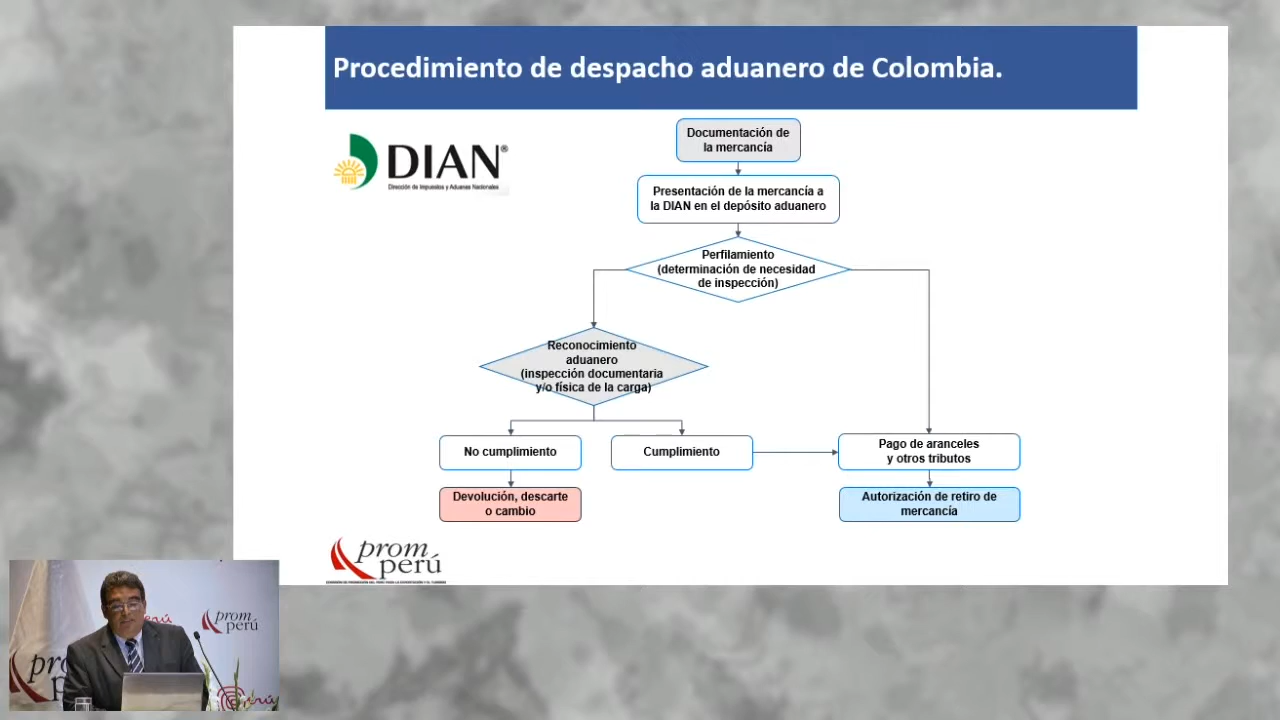 Procedimiento de despacho aduanero de Colombia.
DIAN®
Dirección de Impuestos y Aduanas Nacionales
Documentación de
la mercancía
Presentación de la mercancía a
la DIAN en el depósito aduanero
Perfilamiento
(determinación de necesidad
de inspección)
Reconocimiento
aduanero
(inspección documentaria
y/o física de la carga)
No cumplimiento
Cumplimiento
Pago de aranceles
y otros tributos
Devolución, descarte
o cambio
Autorización de retiro de
mercancía
prom
perú
prom
perú